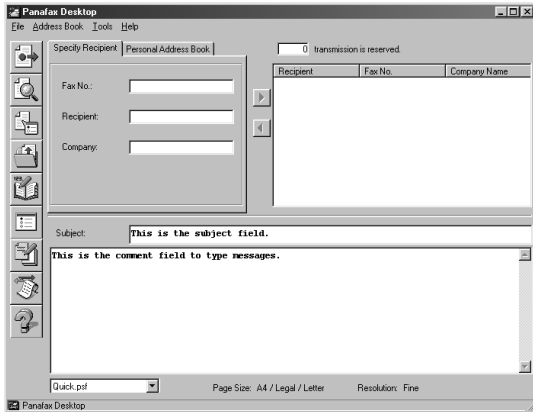 Panafax Desktop
File Address Book Tools Help
Specify Recipient Personal Address Book
0 transmission is reserved.
Recipient Fax No. Company Name
Fax No.:
Recipient:
Company:
Subject: This is the subject field.
This is the comment field to type messages.
Quick.psf Page Size: A4 / Legal / Letter Resolution: Fine
Panafax Desktop